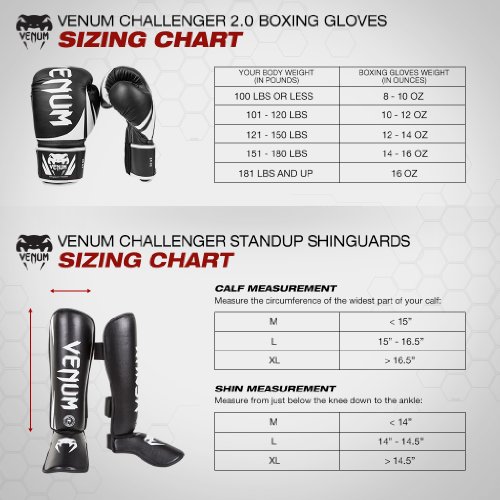 VENUM
VENUM CHALLENGER 2.0 BOXING GLOVES
SIZING CHART
VENUM
YOUR BODY WEIGHT (IN POUNDS)
BOXING GLOVES WEIGHT (IN OUNCES)
100 LBS OR LESS 8 - 10 OZ
101 - 120 LBS 10 - 12 OZ
121 - 150 LBS 12 - 14 OZ
151 - 180 LBS 14 - 16 OZ
181 LBS AND UP 16 OZ
VENUM
VENUM CHALLENGER STANDUP SHINGUARDS
SIZING CHART
VENUM
CALF MEASUREMENT
Measure the circumference of the widest part of your calf:
M < 15"
L 15" - 16.5"
XL > 16.5"
SHIN MEASUREMENT
Measure from just below the knee down to the ankle:
M < 14"
L 14" - 14.5"
XL > 14.5"